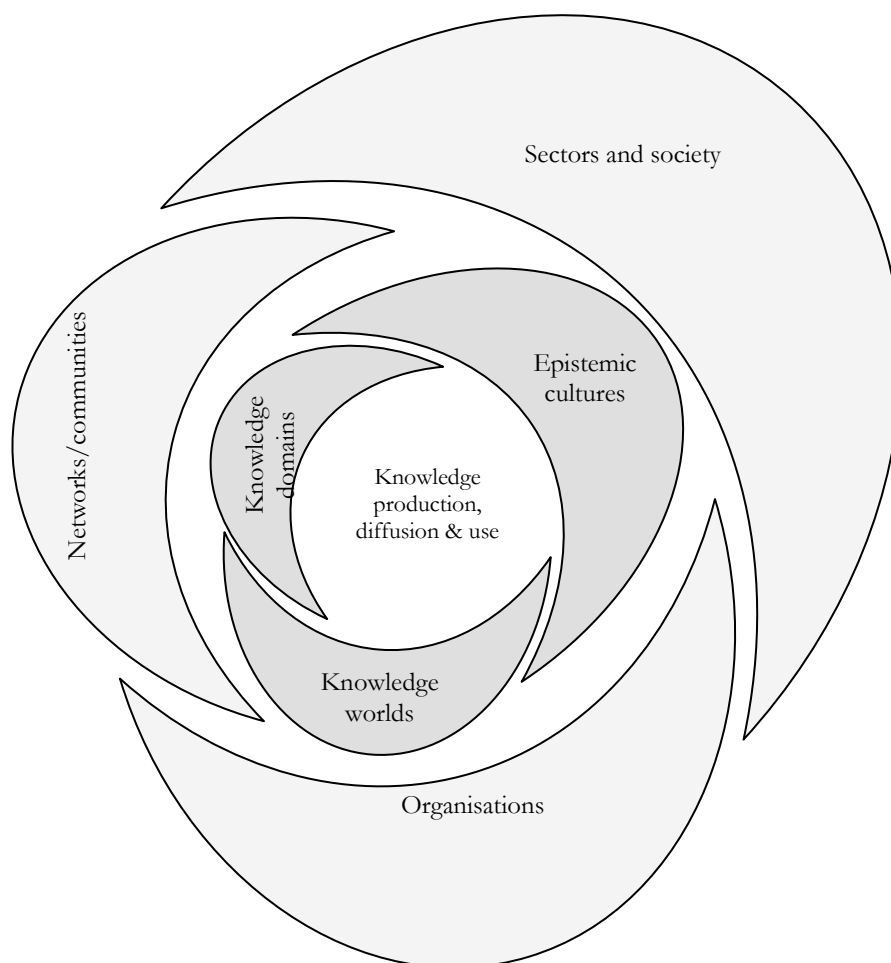 Sectors and society
Networks/communities
Epistemic
cultures
Knowledge
domains
Knowledge
production,
diffusion & use
Knowledge
worlds
Organisations